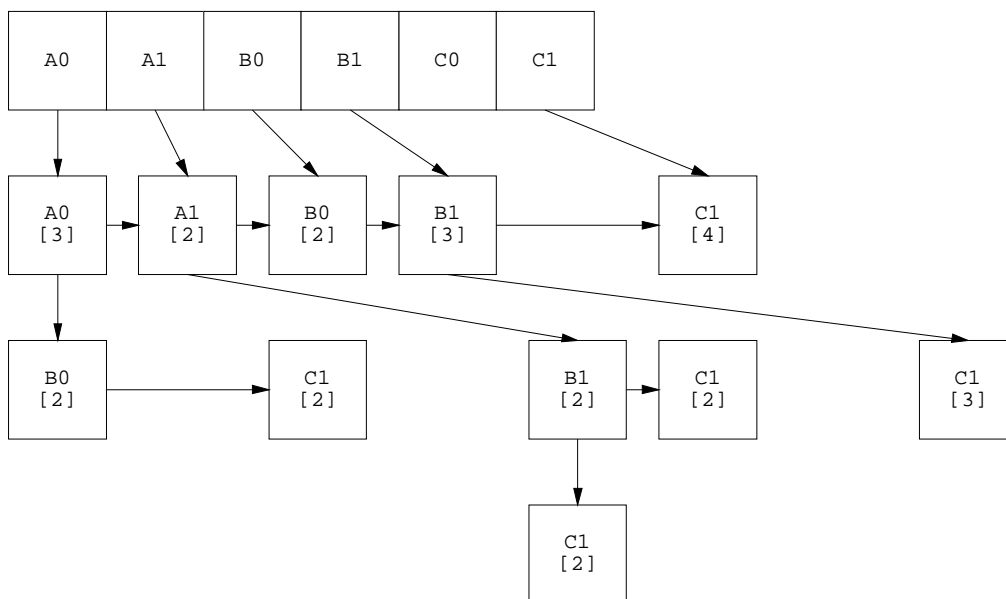 A0 A1 B0 B1 C0 C1
A0 A1 B0 B1 C1
[3] [2] [2] [3] [4]
B0 C1 B1 C1 C1
[2] [2] [2] [2] [3]
C1
[2]